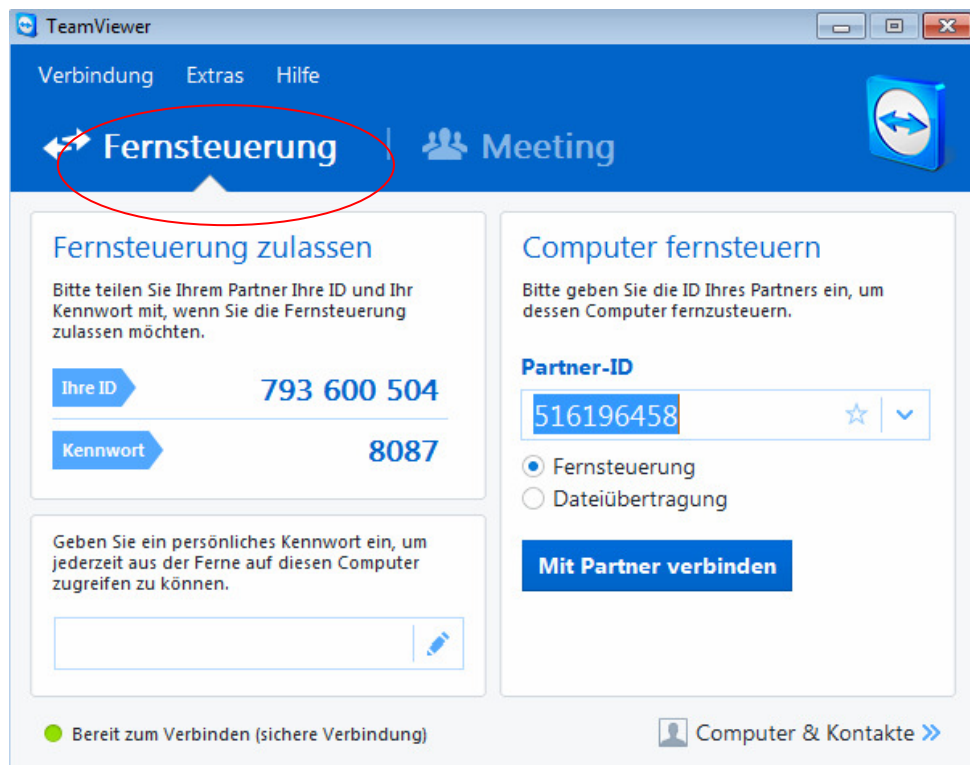 TeamViewer
Verbindung Extras Hilfe
Fernsteuerung Meeting
Fernsteuerung zulassen
Bitte teilen Sie Ihrem Partner Ihre ID und Ihr
Kennwort mit, wenn Sie die Fernsteuerung
zulassen möchten.
Ihre ID 793 600 504
Kennwort 8087
Geben Sie ein persönliches Kennwort ein, um
jederzeit aus der Ferne auf diesen Computer
zugreifen zu können.
Computer fernsteuern
Bitte geben Sie die ID Ihres Partners ein, um
dessen Computer fernzusteuern.
Partner-ID
516196458
Fernsteuerung
Dateiübertragung
Mit Partner verbinden
Bereit zum Verbinden (sichere Verbindung)
Computer & Kontakte